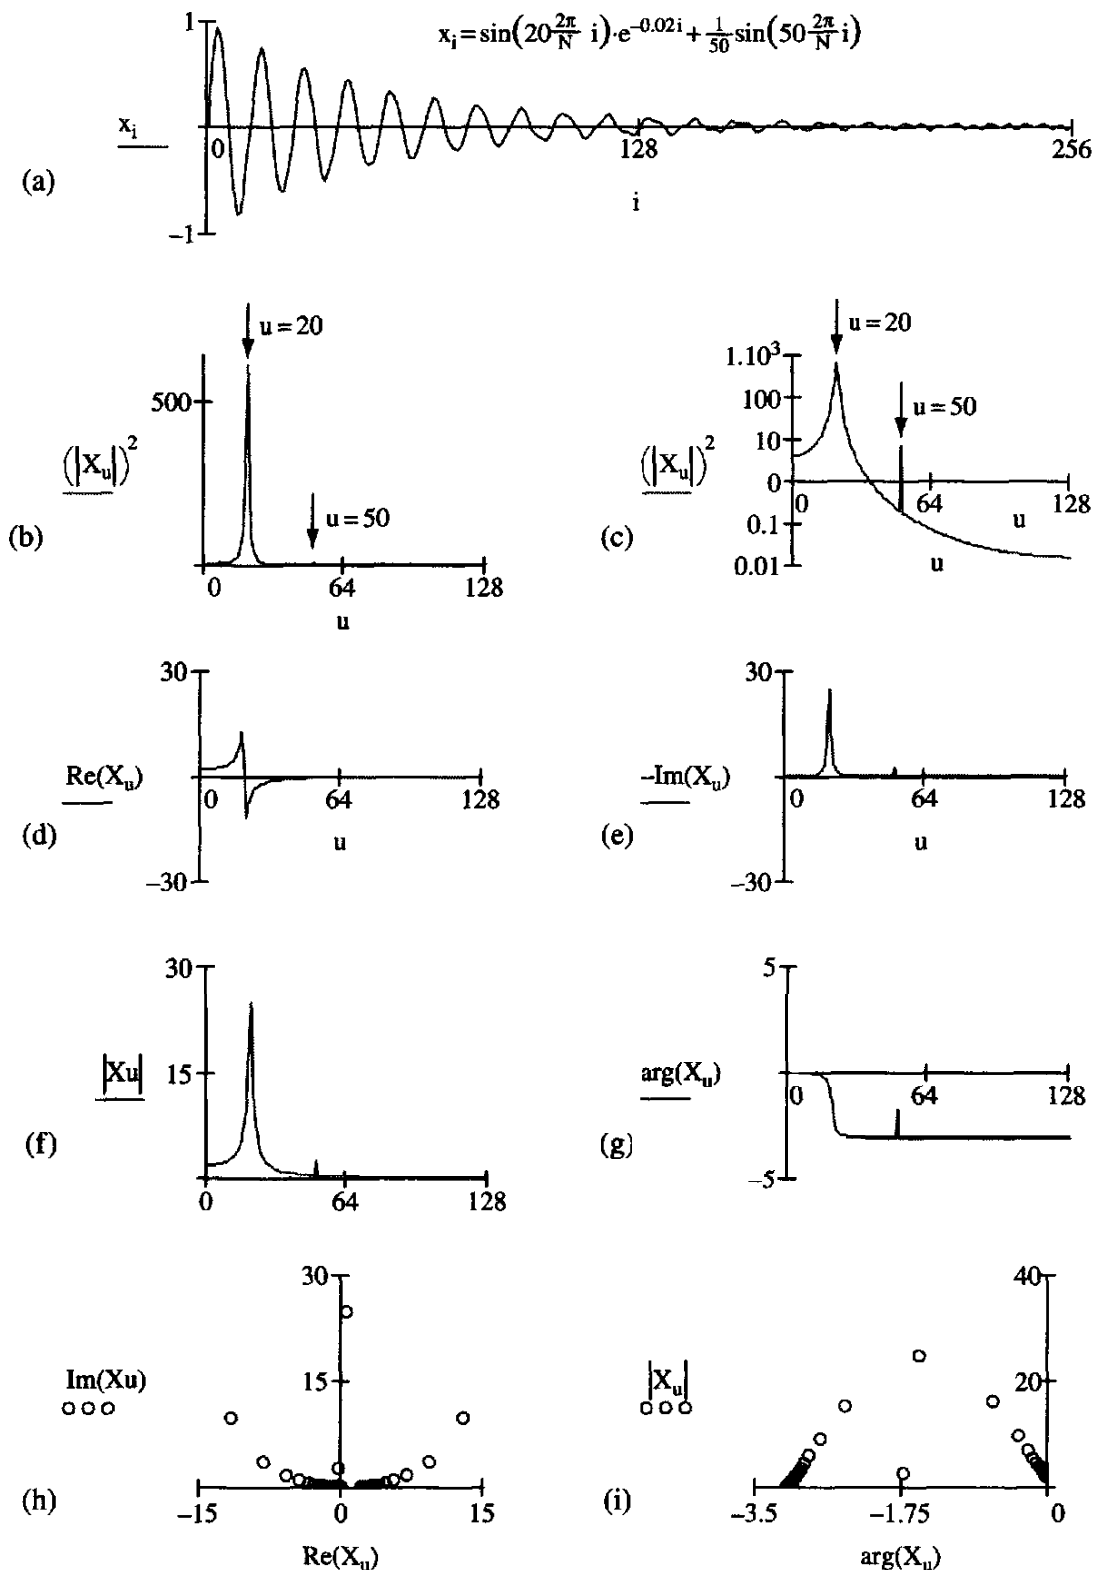 1
x_i = sin(20 2π/N i)·e^{–0.02i} + 1/50 sin(50 2π/N i)
x_i
0
128
256
(a)
i
–1
u = 20
500
u = 50
(|X_u|)^2
(b)
0
64
128
u
u = 20
1.10^3
100
u = 50
10
(|X_u|)^2
0
0
64
128
(c)
0.1
u
0.01
u
30
Re(X_u)
0
64
128
(d)
u
–30
30
–Im(X_u)
0
64
128
(e)
u
–30
30
|Xu|
15
(f)
0
64
128
5
arg(X_u)
0
64
128
(g)
–5
30
Im(Xu)
15
(h)
–15
0
15
Re(X_u)
40
|X_u|
20
(i)
–3.5
–1.75
0
arg(X_u)